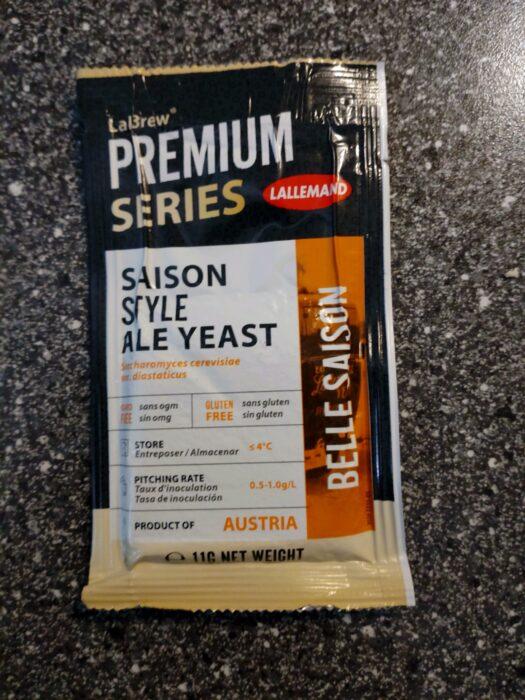 LalBrew®
PREMIUM
SERIES
LALLEMAND
SAISON
STYLE
ALE YEAST
Saccharomyces cerevisiae
var. diastaticus
BELLE SAISON
GMO
FREE
sans ogm
sin omg
GLUTEN
FREE
sans gluten
sin gluten
STORE
Entreposer / Almacenar
≤ 4°C
PITCHING RATE
Taux d'inoculation
Tasa de inoculación
0.5-1.0g/L
PRODUCT OF
AUSTRIA
℮ 11G NET WEIGHT